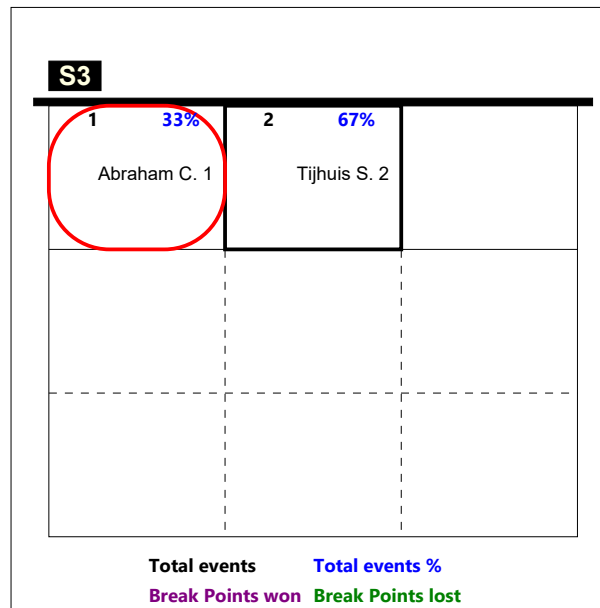 S3
1 33% 2 67%
Abraham C. 1 Tijhuis S. 2
Total events Total events %
Break Points won Break Points lost